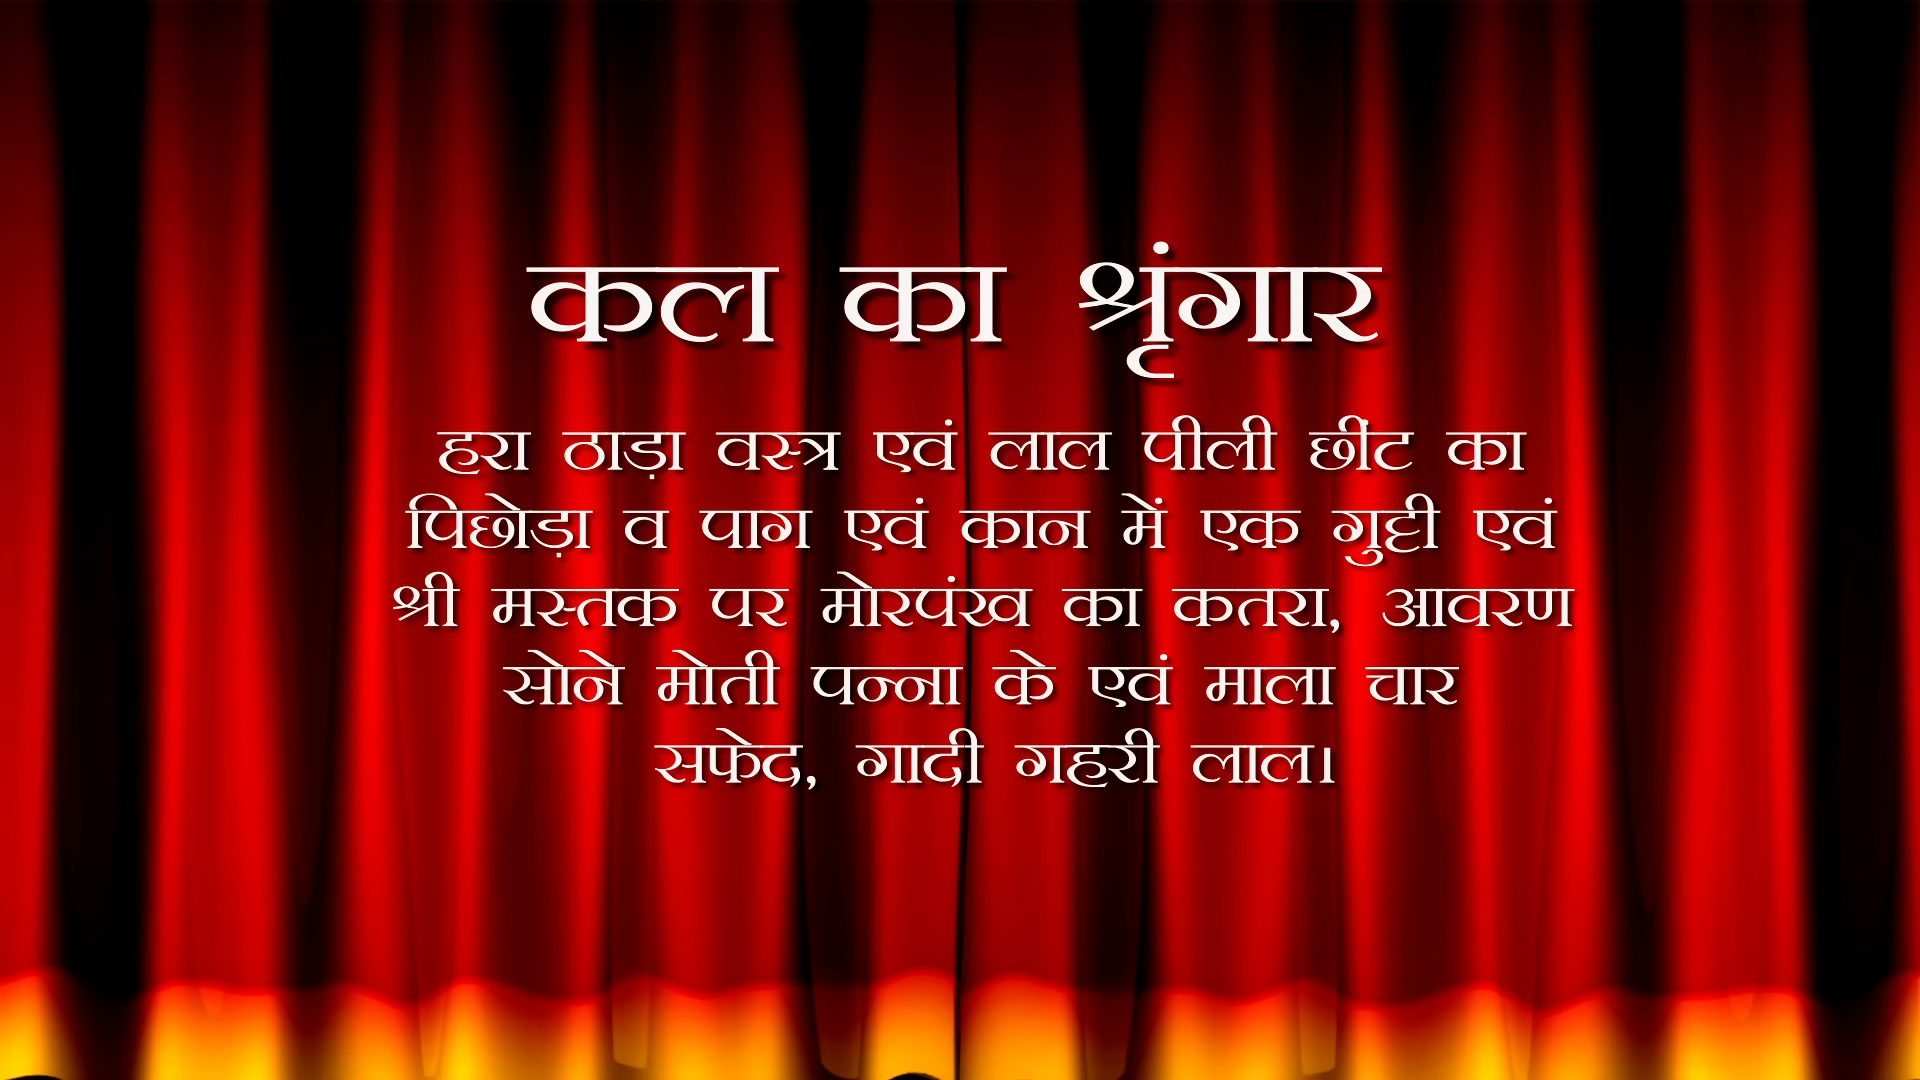 कल का श्रृंगार
हरा ठाड़ा वस्त्र एवं लाल पीली छींट का
पिछोड़ा व पाग एवं कान में एक गुट्टी एवं
श्री मस्तक पर मोरपंख का कतरा, आवरण
सोने मोती पन्ना के एवं माला चार
सफेद, गादी गहरी लाल।